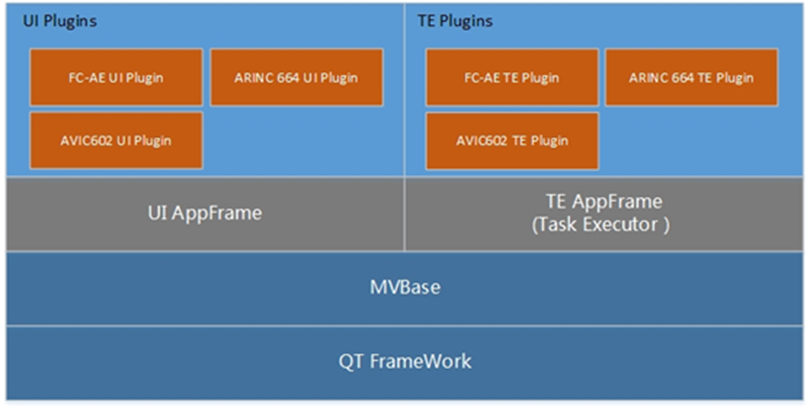 UI Plugins
FC-AE UI Plugin
ARINC 664 UI Plugin
AVIC602 UI Plugin
TE Plugins
FC-AE TE Plugin
ARINC 664 TE Plugin
AVIC602 TE Plugin
UI AppFrame
TE AppFrame
(Task Executor )
MVBase
QT FrameWork